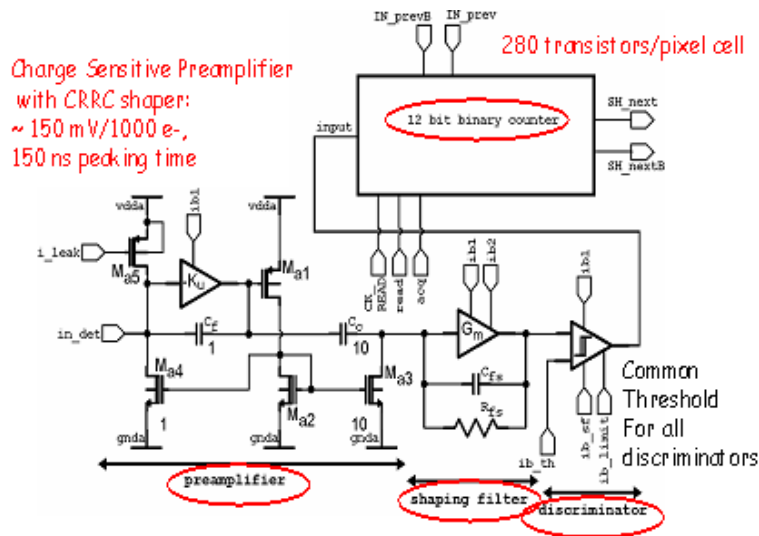 IN_prevB
IN_prev
280 transistors/pixel cell
Charge Sensitive Preamplifier
with CRRC shaper:
~ 150 mV/1000 e-,
150 ns peaking time
input
12 bit binary counter
SH_next
SH_nextB
vdda
ib1
vdda
i_leak
Ma5
-Ku
Ma1
CK_READ
read
acq
ib1
ib2
ib1
in_det
Cf
1
Cc
10
Gm
Ma4
1
Ma2
Ma3
10
Cfs
Rfs
Common
Threshold
For all
discriminators
gnda
gnda
gnda
ib_th
ib_sf
ib_limit
preamplifier
shaping filter
discriminator